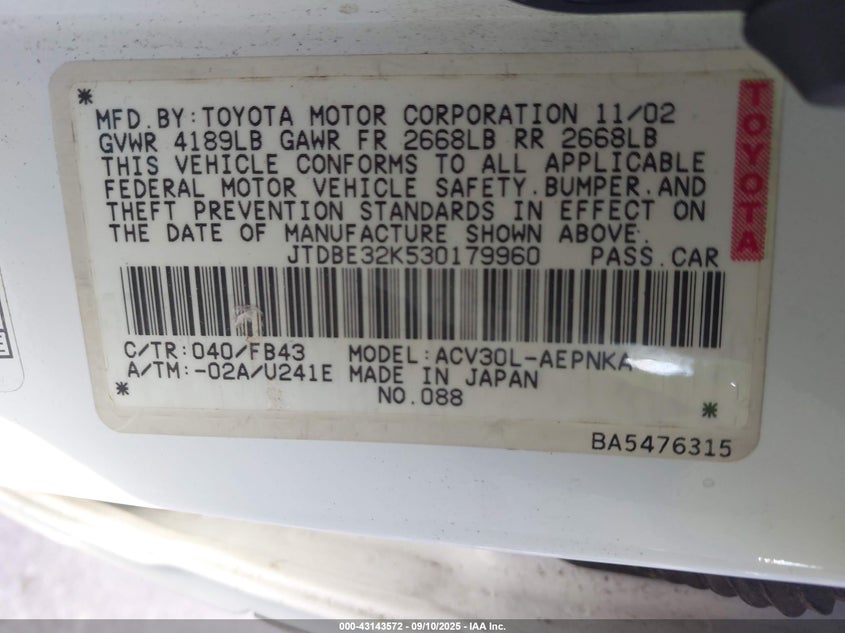 MFD.BY:TOYOTA MOTOR CORPORATION 11/02
GVWR 4189LB GAWR FR 2668LB RR 2668LB
THIS VEHICLE CONFORMS TO ALL APPLICABLE
FEDERAL MOTOR VEHICLE SAFETY.BUMPER.AND
THEFT PREVENTION STANDARDS IN EFFECT ON
THE DATE OF MANUFACTURE SHOWN ABOVE.
JTDBE32K530179960 PASS.CAR
TOYOTA
C/TR:040/FB43 MODEL:ACV30L-AEPNKA
A/TM:-02A/U241E MADE IN JAPAN
NO.088
BA5476315
000-43143572 - 09/10/2025 - IAA Inc.